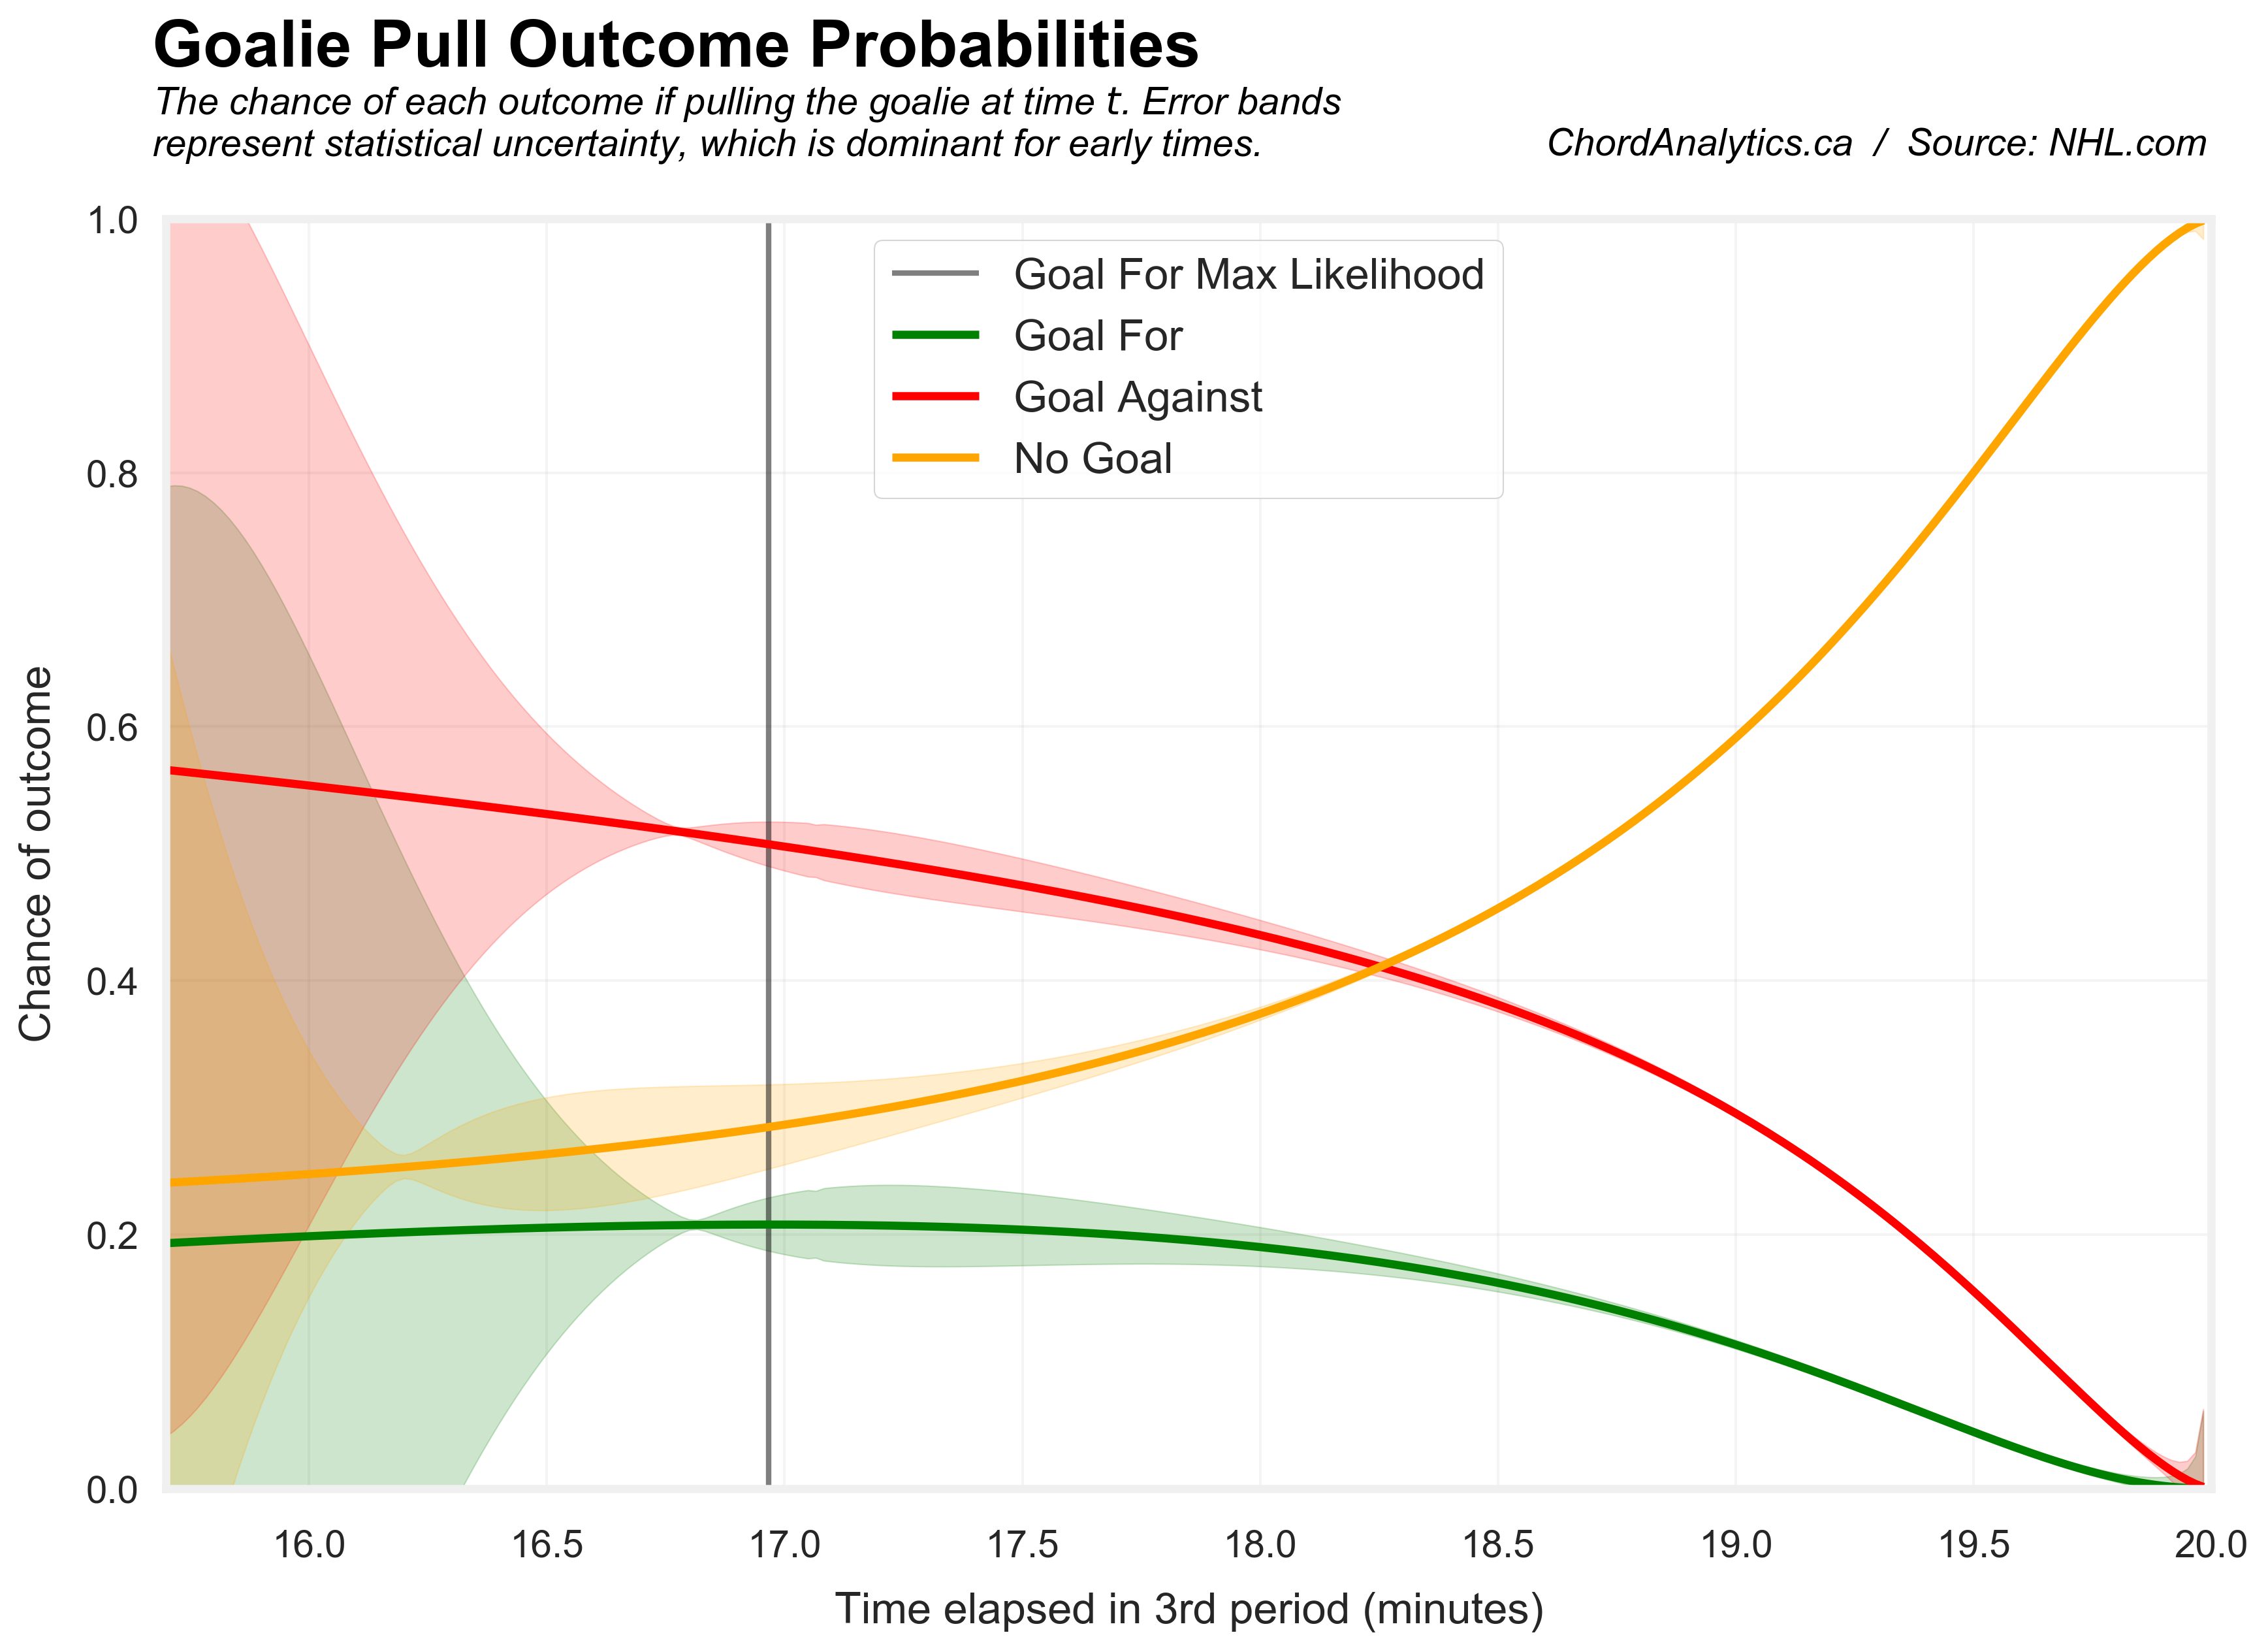 Goalie Pull Outcome Probabilities
The chance of each outcome if pulling the goalie at time t. Error bands
represent statistical uncertainty, which is dominant for early times.
ChordAnalytics.ca / Source: NHL.com
1.0
0.8
0.6
0.4
0.2
0.0
Chance of outcome
Goal For Max Likelihood
Goal For
Goal Against
No Goal
16.0 16.5 17.0 17.5 18.0 18.5 19.0 19.5 20.0
Time elapsed in 3rd period (minutes)